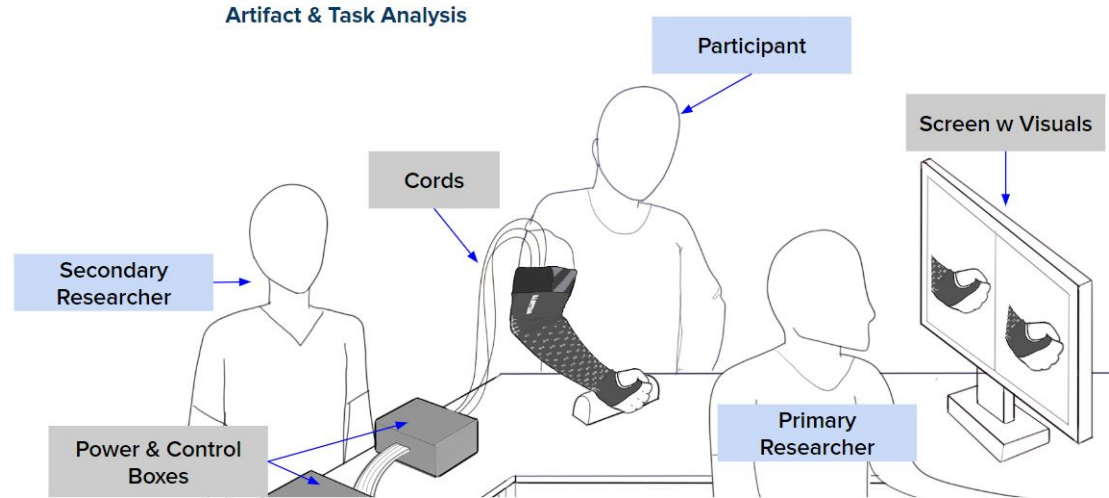 Artifact & Task Analysis
Participant
Screen w Visuals
Cords
Secondary
Researcher
Primary
Researcher
Power & Control
Boxes